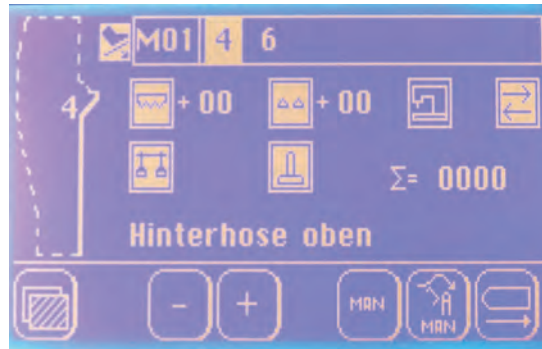 M01 4 6
4 + 00 + 00
Σ= 0000
Hinterhose oben
- + MAN MAN